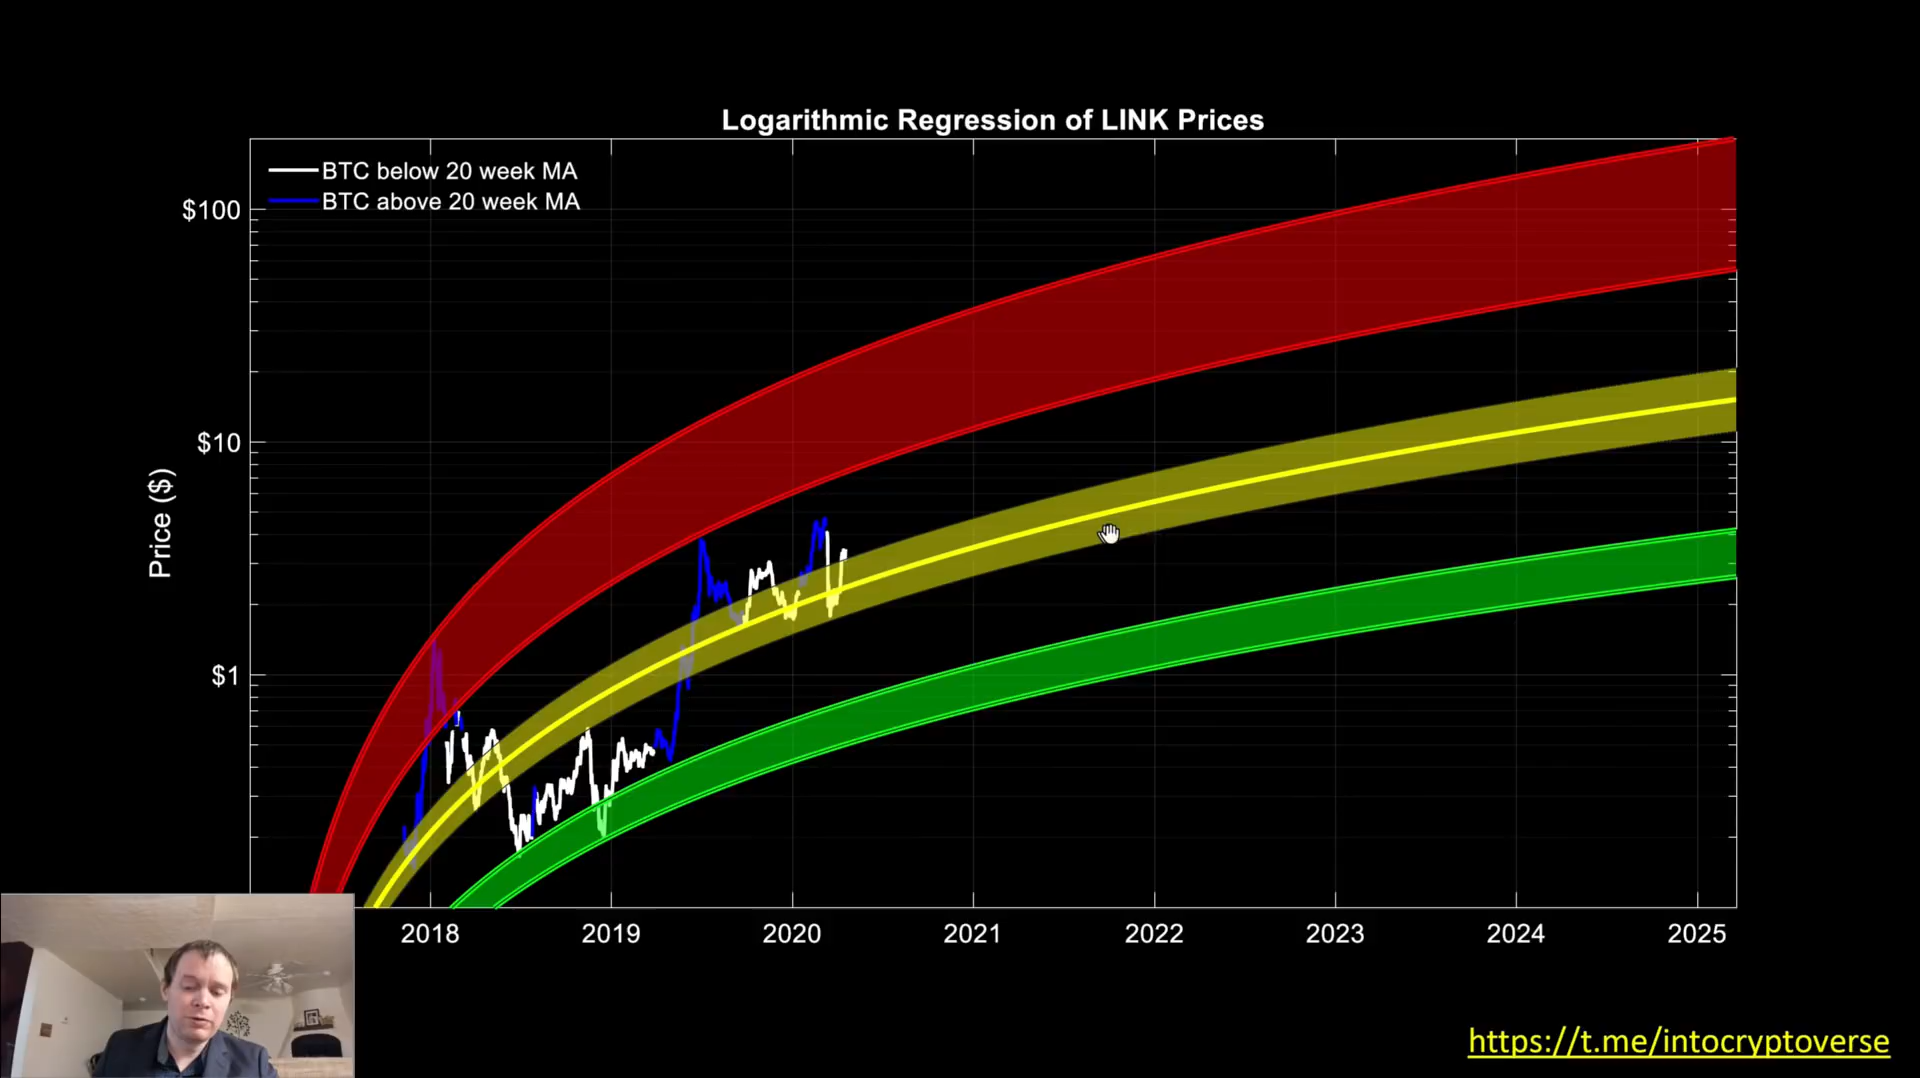 Logarithmic Regression of LINK Prices
BTC below 20 week MA
BTC above 20 week MA
$100
$10
$1
Price ($)
2018 2019 2020 2021 2022 2023 2024 2025
https://t.me/intocryptoverse